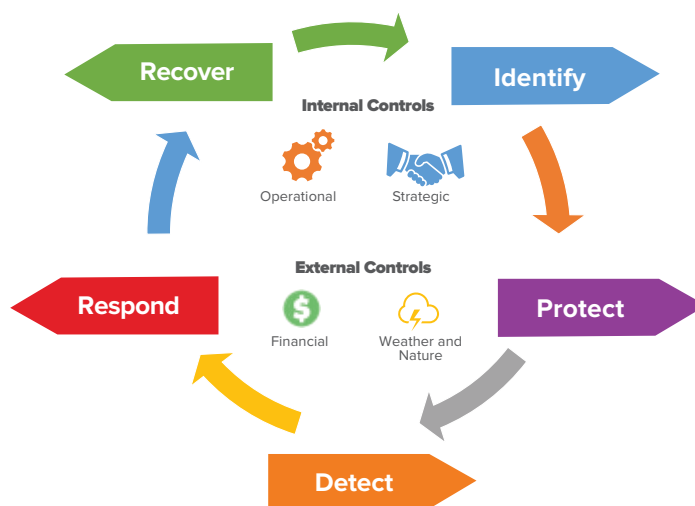 Recover
Identify
Internal Controls
Operational
Strategic
External Controls
Respond
Protect
$
Financial
Weather and
Nature
Detect